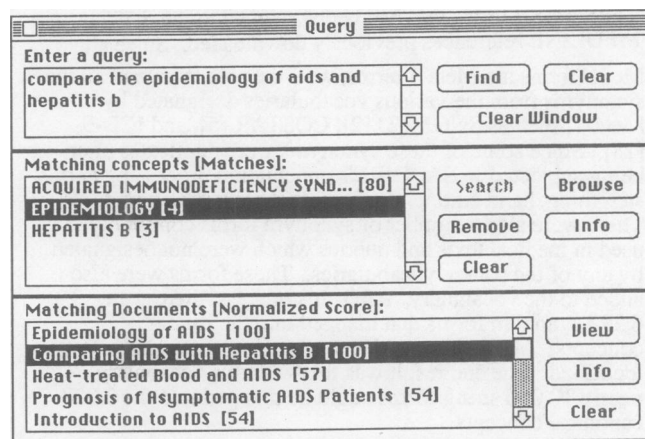 Query
Enter a query:
compare the epidemiology of aids and
hepatitis b
Find
Clear
Clear Window
Matching concepts [Matches]:
ACQUIRED IMMUNODEFICIENCY SYND... [80]
EPIDEMIOLOGY [4]
HEPATITIS B [3]
Search
Browse
Remove
Info
Clear
Matching Documents [Normalized Score]:
Epidemiology of AIDS [100]
Comparing AIDS with Hepatitis B [100]
Heat-treated Blood and AIDS [57]
Prognosis of Asymptomatic AIDS Patients [54]
Introduction to AIDS [54]
View
Info
Clear